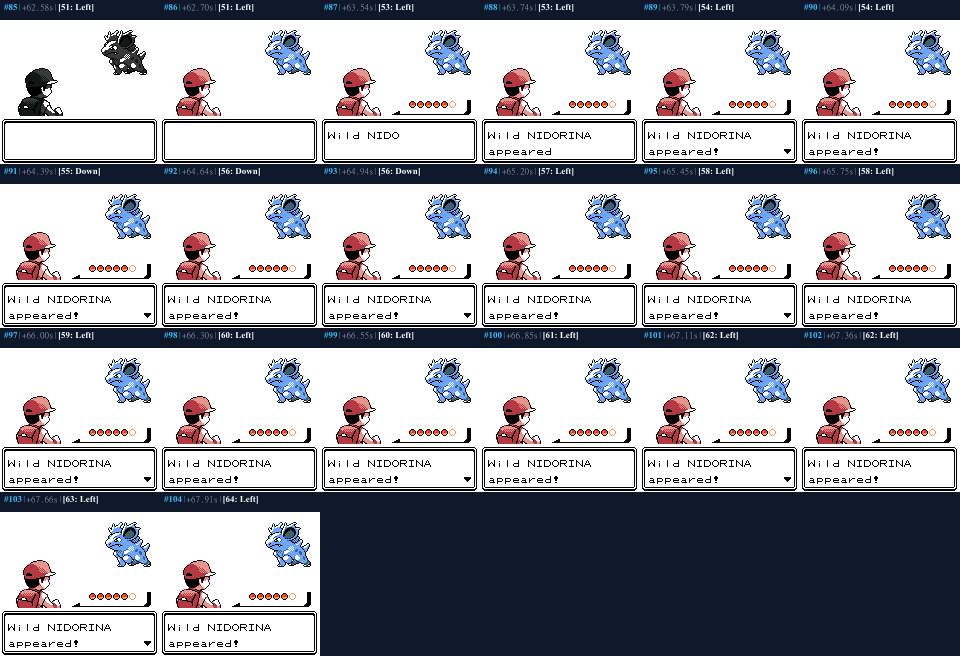 #85|+62.58s|[51: Left]
#86|+62.70s|[51: Left]
#87|+63.54s|[53: Left]
#88|+63.74s|[53: Left]
#89|+63.79s|[54: Left]
#90|+64.09s|[54: Left]
Wild NIDO
Wild NIDORINA
appeared
Wild NIDORINA
appeared!
Wild NIDORINA
appeared!
#91|+64.39s|[55: Down]
#92|+64.64s|[56: Down]
#93|+64.94s|[56: Down]
#94|+65.20s|[57: Left]
#95|+65.45s|[58: Left]
#96|+65.75s|[58: Left]
Wild NIDORINA
appeared!
Wild NIDORINA
appeared!
Wild NIDORINA
appeared!
Wild NIDORINA
appeared!
Wild NIDORINA
appeared!
Wild NIDORINA
appeared!
#97|+66.00s|[59: Left]
#98|+66.30s|[60: Left]
#99|+66.55s|[60: Left]
#100|+66.85s|[61: Left]
#101|+67.11s|[62: Left]
#102|+67.36s|[62: Left]
Wild NIDORINA
appeared!
Wild NIDORINA
appeared!
Wild NIDORINA
appeared!
Wild NIDORINA
appeared!
Wild NIDORINA
appeared!
Wild NIDORINA
appeared!
#103|+67.66s|[63: Left]
#104|+67.91s|[64: Left]
Wild NIDORINA
appeared!
Wild NIDORINA
appeared!